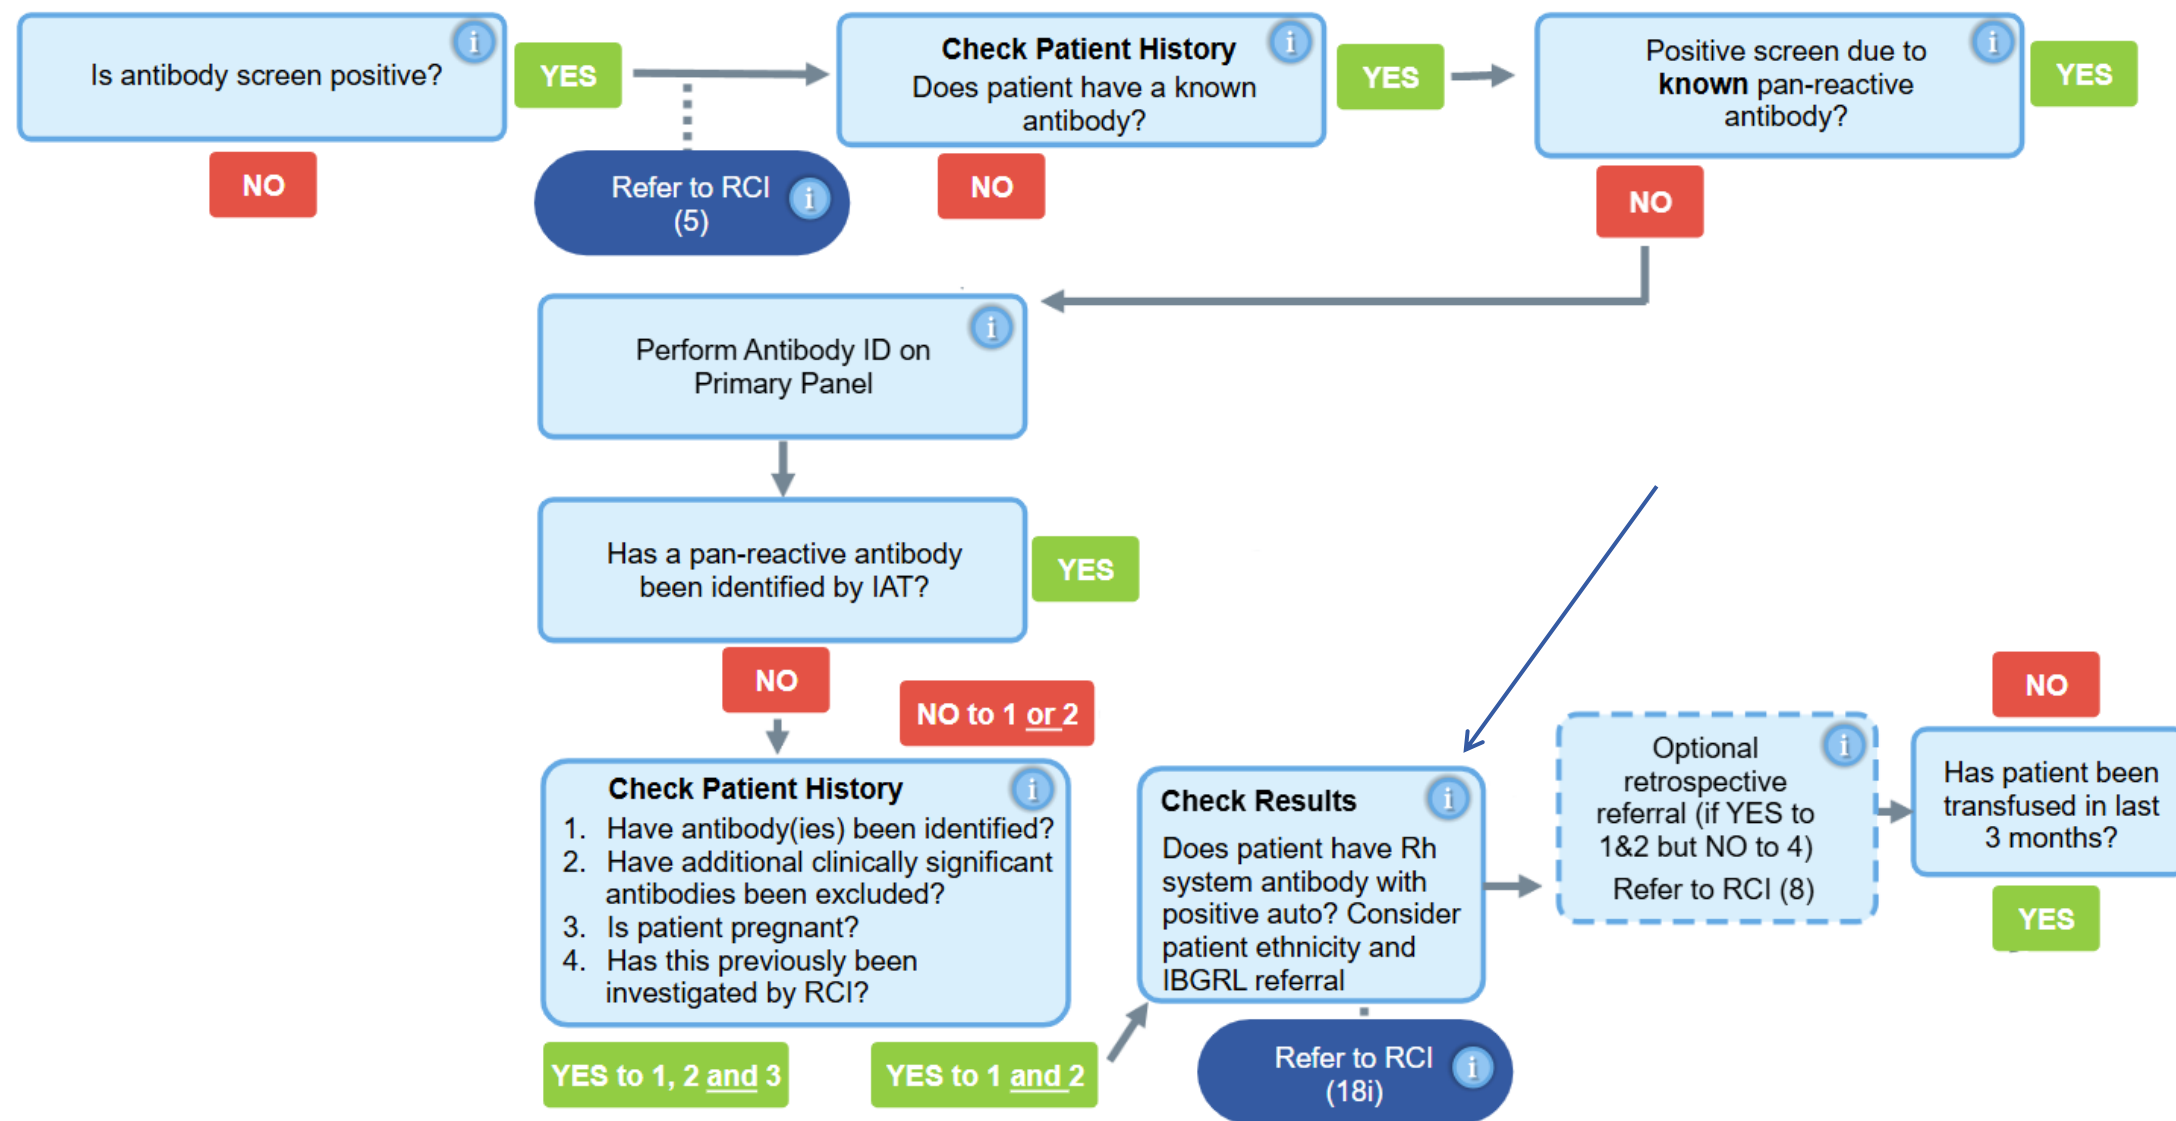 Is antibody screen positive?
YES
NO
Refer to RCI
(5)
Check Patient History
Does patient have a known
antibody?
YES
NO
Positive screen due to
known pan-reactive
antibody?
YES
NO
Perform Antibody ID on
Primary Panel
Has a pan-reactive antibody
been identified by IAT?
YES
NO
NO to 1 or 2
Check Patient History
1. Have antibody(ies) been identified?
2. Have additional clinically significant
antibodies been excluded?
3. Is patient pregnant?
4. Has this previously been
investigated by RCI?
YES to 1, 2 and 3
YES to 1 and 2
Check Results
Does patient have Rh
system antibody with
positive auto? Consider
patient ethnicity and
IBGRL referral
Refer to RCI
(18i)
Optional
retrospective
referral (if YES to
1&2 but NO to 4)
Refer to RCI (8)
NO
Has patient been
transfused in last
3 months?
YES